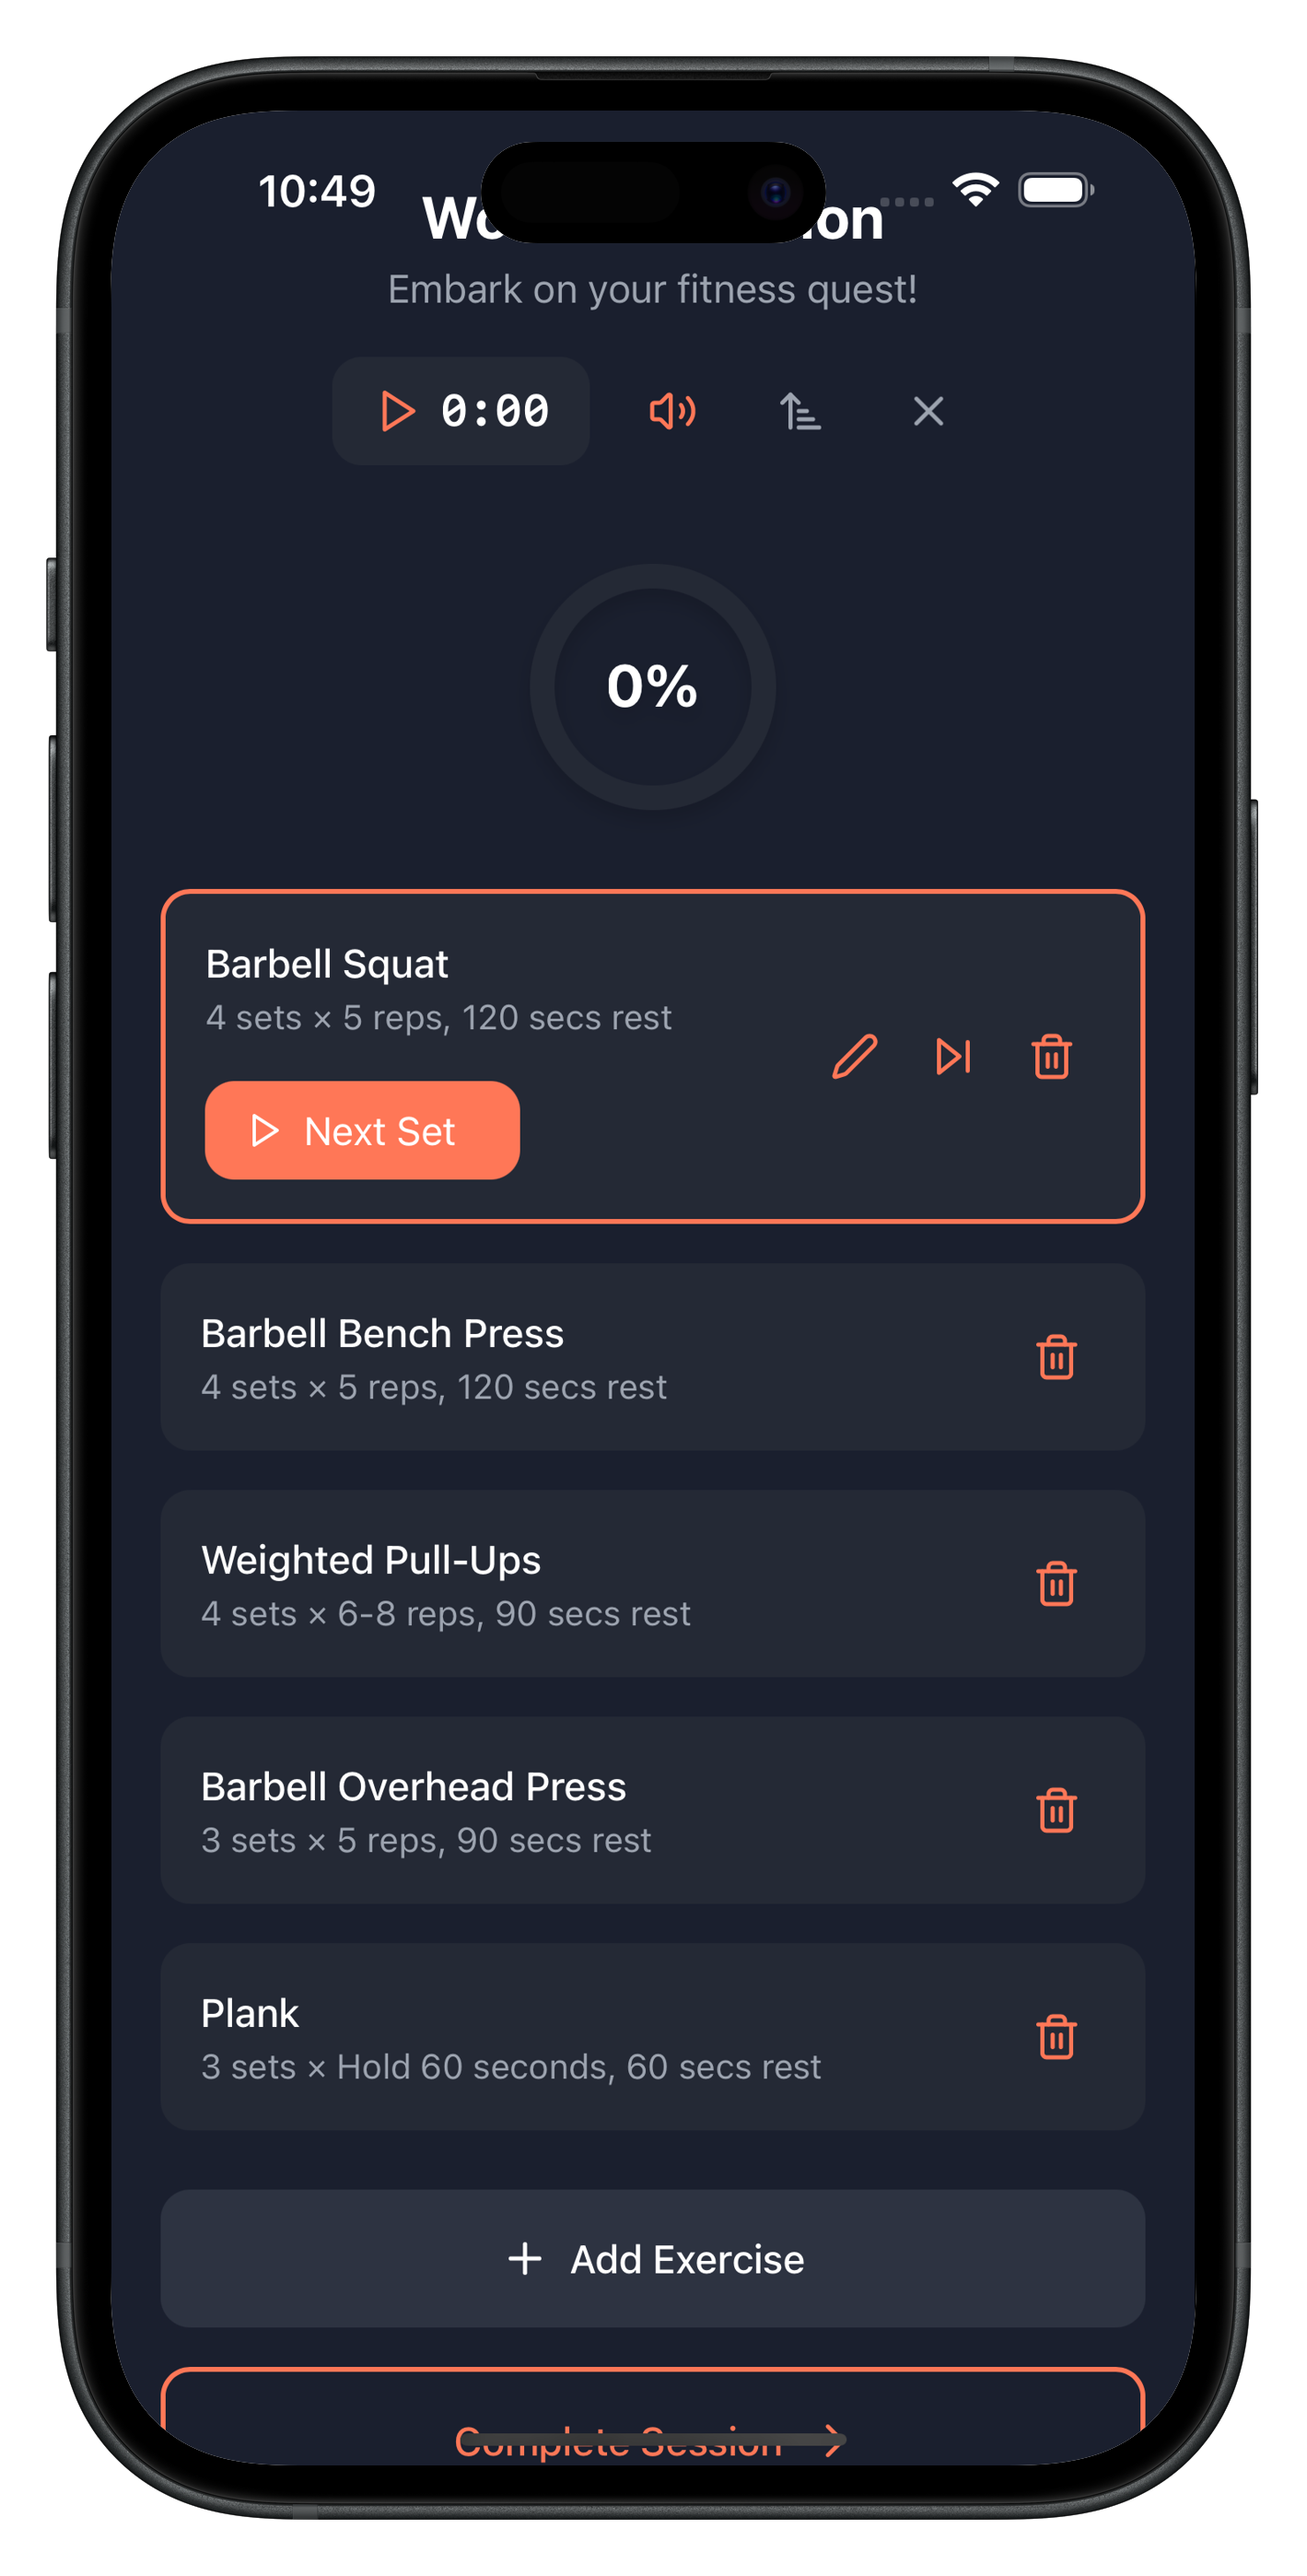 10:49
Embark on your fitness quest!
0:00
0%
Barbell Squat
4 sets × 5 reps, 120 secs rest
Next Set
Barbell Bench Press
4 sets × 5 reps, 120 secs rest
Weighted Pull-Ups
4 sets × 6-8 reps, 90 secs rest
Barbell Overhead Press
3 sets × 5 reps, 90 secs rest
Plank
3 sets × Hold 60 seconds, 60 secs rest
Add Exercise
Complete Session